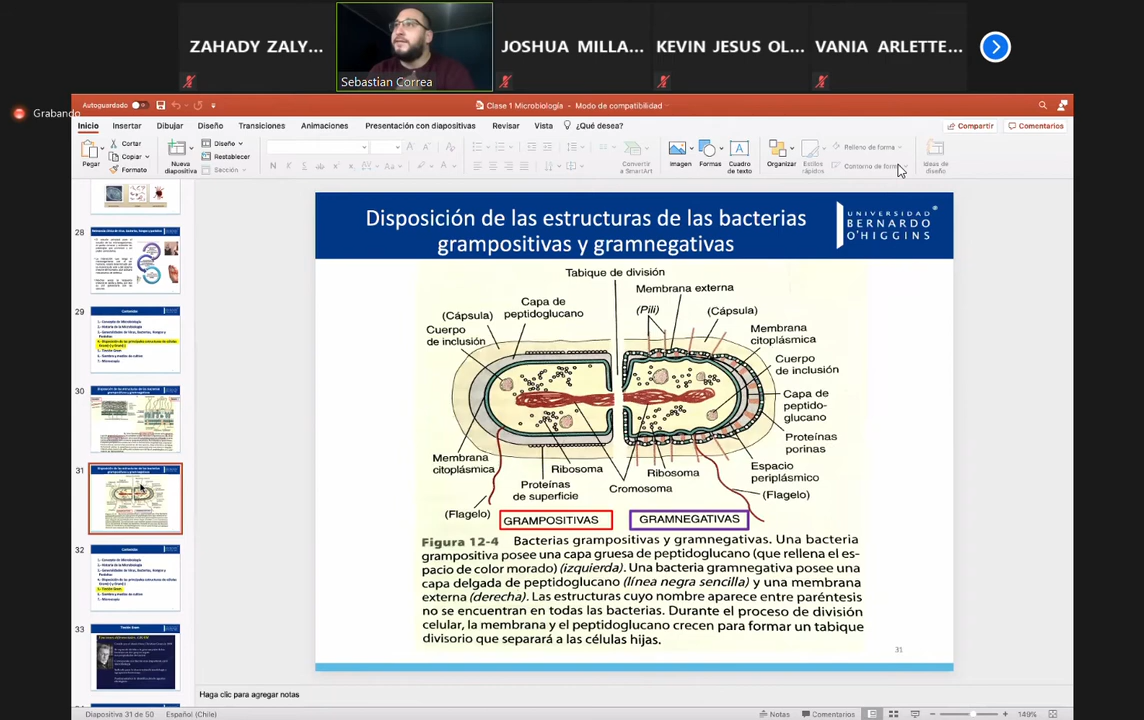 ZAHADY ZALY...
JOSHUA MILLA...
KEVIN JESUS OL...
VANIA ARLETTE...
Sebastian Correa
Grabando
Autoguardado
Clase 1 Microbiología - Modo de compatibilidad
Inicio Insertar Dibujar Diseño Transiciones Animaciones Presentación con diapositivas Revisar Vista ¿Qué desea? Compartir Comentarios
Pegar
Cortar
Copiar
Formato
Nueva diapositiva
Diseño
Restablecer
Sección
N K S
Convertir a SmartArt
Imagen
Formas
Cuadro de texto
Organizar
Estilos rápidos
Relleno de forma
Contorno de forma
Ideas de diseño
28
29
Contenido
30
31
32
Contenido
33
Disposición de las estructuras de las bacterias
grampositivas y gramnegativas
UNIVERSIDAD
BERNARDO
O'HIGGINS
Tabique de división
Membrana externa
Capa de
peptidoglucano
(Cápsula)
(Pili)
(Cápsula)
Cuerpo
de inclusión
Membrana
citoplásmica
Cuerpo
de inclusión
Capa de
peptido-
glucano
Proteínas
porinas
Membrana
citoplásmica
Ribosoma
Ribosoma
Espacio
periplásmico
Proteínas
de superficie
Cromosoma
(Flagelo)
(Flagelo)
GRAMPOSITIVAS
GRAMNEGATIVAS
Figura 12-4 Bacterias grampositivas y gramnegativas. Una bacteria
grampositiva posee una capa gruesa de peptidoglucano (que rellena el es-
pacio de color morado) (izquierda). Una bacteria gramnegativa posee una
capa delgada de peptidoglucano (línea negra sencilla) y una membrana
externa (derecha). Las estructuras cuyo nombre aparece entre paréntesis
no se encuentran en todas las bacterias. Durante el proceso de división
celular, la membrana y el peptidoglucano crecen para formar un tabique
divisorio que separará a las células hijas.
31
Haga clic para agregar notas
Diapositiva 31 de 50 Español (Chile) Notas Comentarios 149%